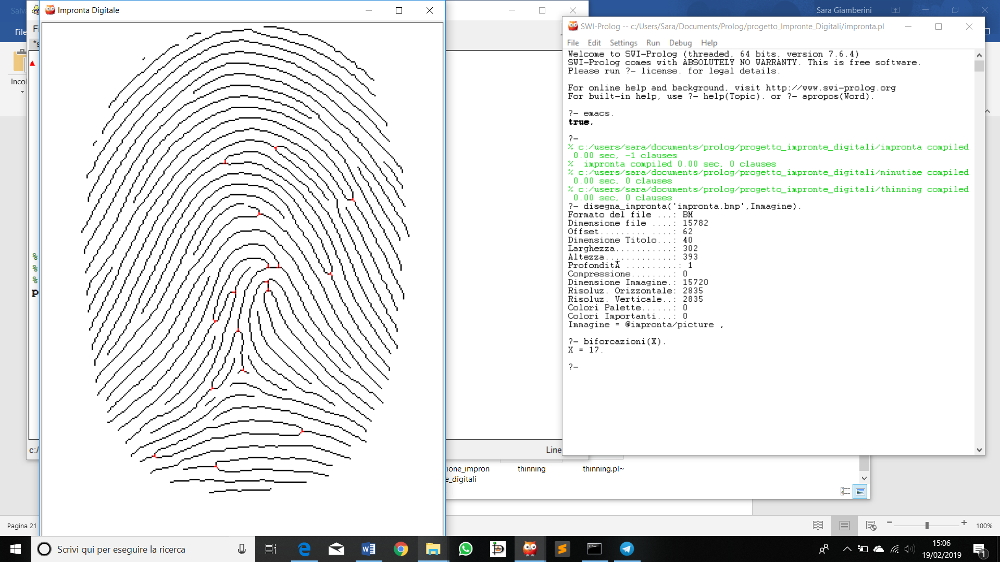 Impronta Digitale
Sara Giamberini
File
Incol
SWI-Prolog -- c:/Users/Sara/Documents/Prolog/progetto_Impronte_Digitali/impronta.pl
File Edit Settings Run Debug Help
Welcome to SWI-Prolog (threaded, 64 bits, version 7.6.4)
SWI-Prolog comes with ABSOLUTELY NO WARRANTY. This is free software.
Please run ?- license. for legal details.
For online help and background, visit http://www.swi-prolog.org
For built-in help, use ?- help(Topic). or ?- apropos(Word).
?- emacs.
true.
?-
% c:/users/sara/documents/prolog/progetto_impronte_digitali/impronta compiled
0.00 sec, -1 clauses
%  impronta compiled 0.00 sec, 0 clauses
% c:/users/sara/documents/prolog/progetto_impronte_digitali/minutiae compiled
0.00 sec, 0 clauses
% c:/users/sara/documents/prolog/progetto_impronte_digitali/thinning compiled
0.00 sec, 0 clauses
?- disegna_impronta('impronta.bmp',Immagine).
Formato del file ...: BM
Dimensione file ....: 15782
Offset......... ....: 62
Dimensione Titolo...: 40
Larghezza...........: 302
Altezza.............: 393
ProfonditÃ ..........: 1
Compressione........: 0
Dimensione Immagine.: 15720
Risoluz. Orizzontale: 2835
Risoluz. Verticale..: 2835
Colori Palette......: 0
Colori Importanti...: 0
Immagine = @impronta/picture ,
?- biforcazioni(X).
X = 17.
?-
% 
%
%
p
c:/
Line
zione_impron
e_digitali
thinning
thinning.pl~
Pagina 21
100%
Scrivi qui per eseguire la ricerca
15:06
19/02/2019
1